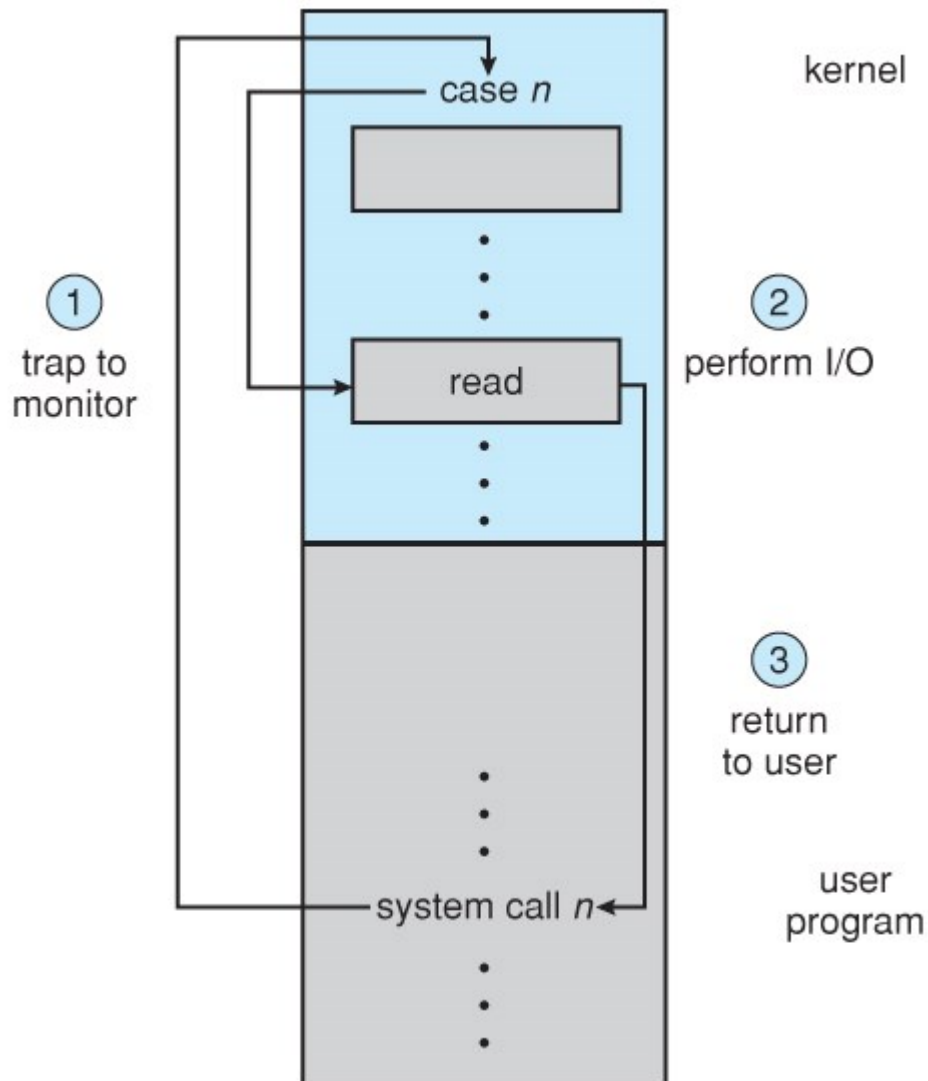 kernel
case n
1
trap to
monitor
2
perform I/O
read
3
return
to user
system call n
user
program